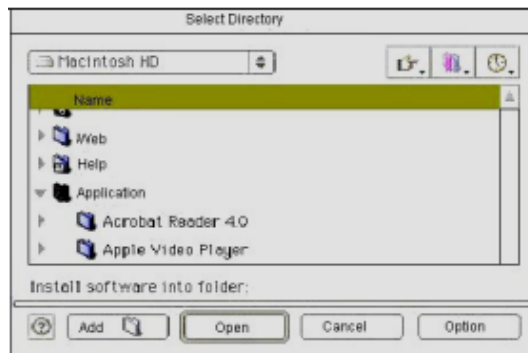 Select Directory
Macintosh HD
Name
Web
Help
Application
Acrobat Reader 4.0
Apple Video Player
Install software into folder:
Add Open Cancel Option